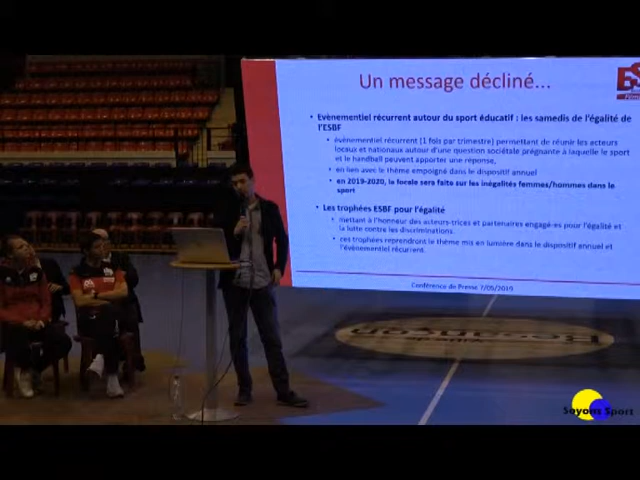 Un message décliné...
• Evènementiel récurrent autour du sport éducatif : les samedis de l'égalité de
l'ESBF
• évènementiel récurrent (1 fois par trimestre) permettant de réunir les acteurs
locaux et nationaux autour d'une question sociétale prégnante à laquelle le sport
et le handball peuvent apporter une réponse,
• en lien avec le thème empoigné dans le dispositif annuel
• en 2019-2020, la focale sera faite sur les inégalités femmes/hommes dans le
sport
• Les trophées ESBF pour l'égalité
• mettant à l'honneur des acteurs-trices et partenaires engagé-es pour l'égalité et
la lutte contre les discriminations.
• ces trophées reprendront le thème mis en lumière dans le dispositif annuel et
l'évènementiel récurrent.
Conférence de Presse 7/05/2019
Soyons Sport